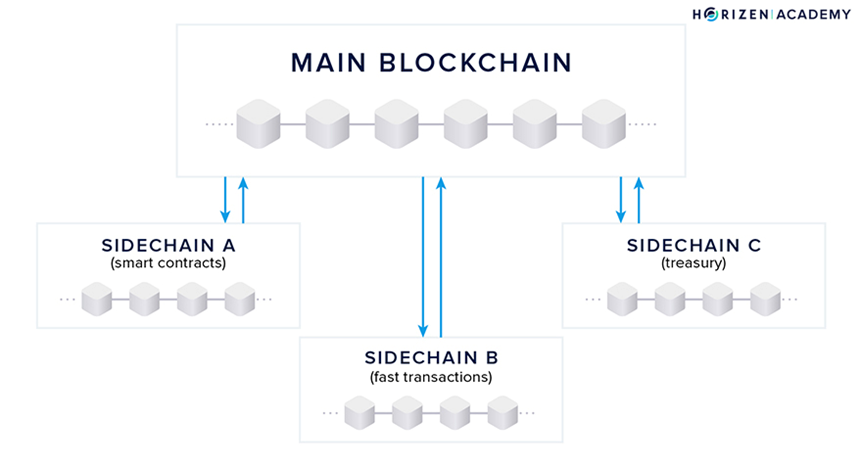 HORIZEN | ACADEMY
MAIN BLOCKCHAIN
SIDECHAIN A
(smart contracts)
SIDECHAIN C
(treasury)
SIDECHAIN B
(fast transactions)